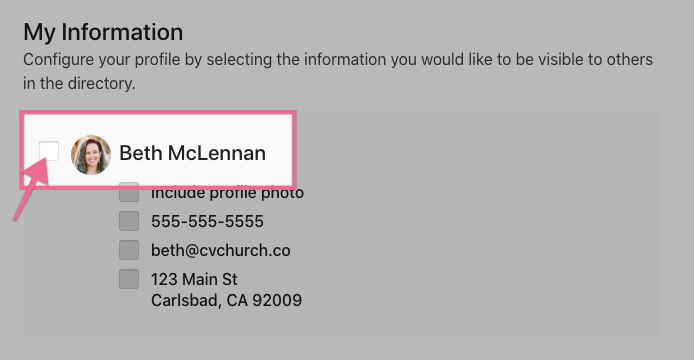 My Information
Configure your profile by selecting the information you would like to be visible to others
in the directory.
Beth McLennan
Include profile photo
555-555-5555
beth@cvchurch.co
123 Main St
Carlsbad, CA 92009